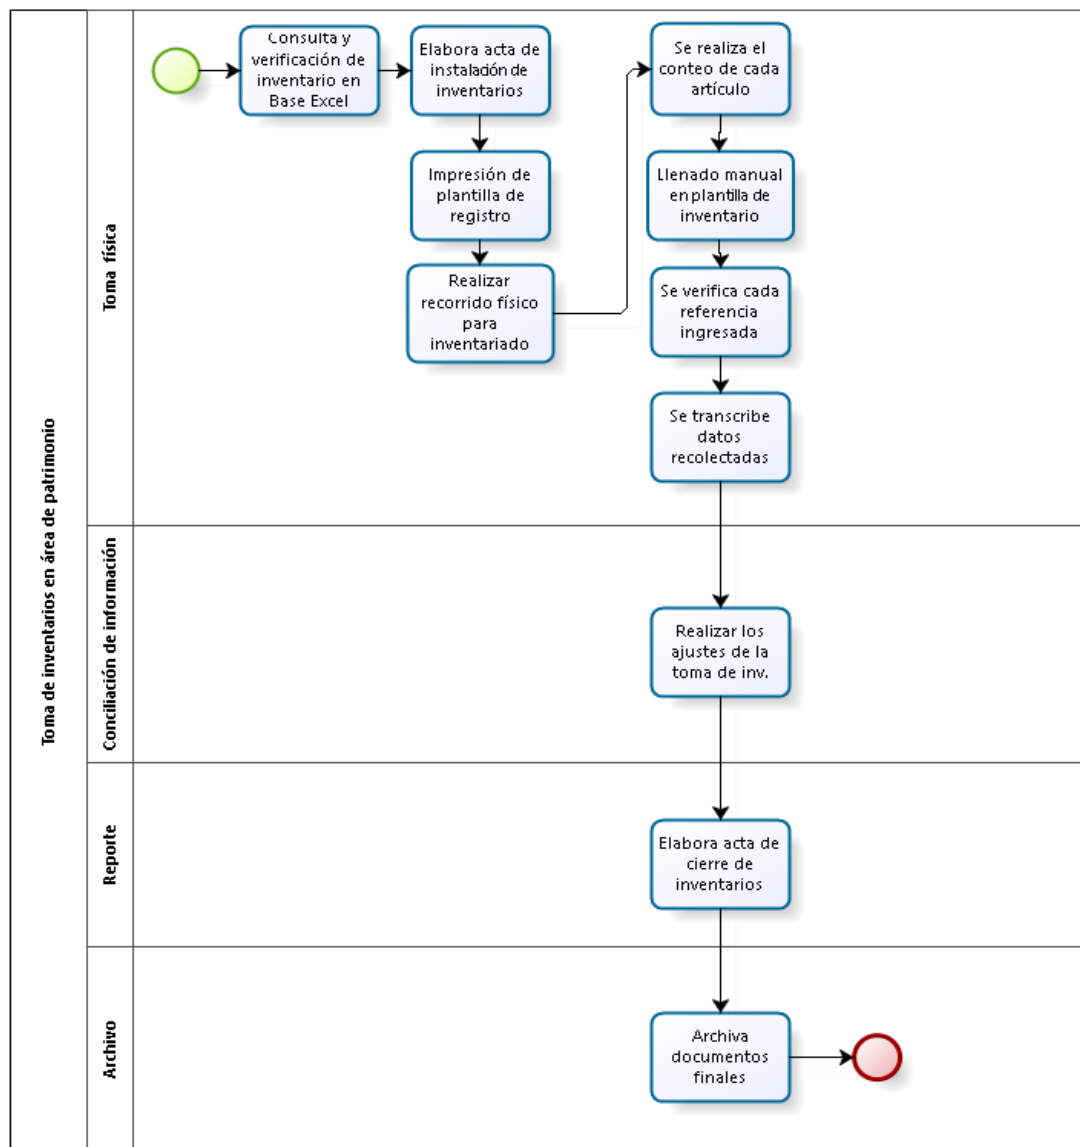 Toma de inventarios en área de patrimonio
Toma física
Consulta y
verificación de
inventario en
Base Excel
Elabora acta de
instalación de
inventarios
Impresión de
plantilla de
registro
Realizar
recorrido físico
para
inventariado
Se realiza el
conteo de cada
artículo
Llenado manual
en plantilla de
inventario
Se verifica cada
referencia
ingresada
Se transcribe
datos
recolectadas
Conciliación de información
Realizar los
ajustes de la
toma de inv.
Reporte
Elabora acta de
cierre de
inventarios
Archivo
Archiva
documentos
finales